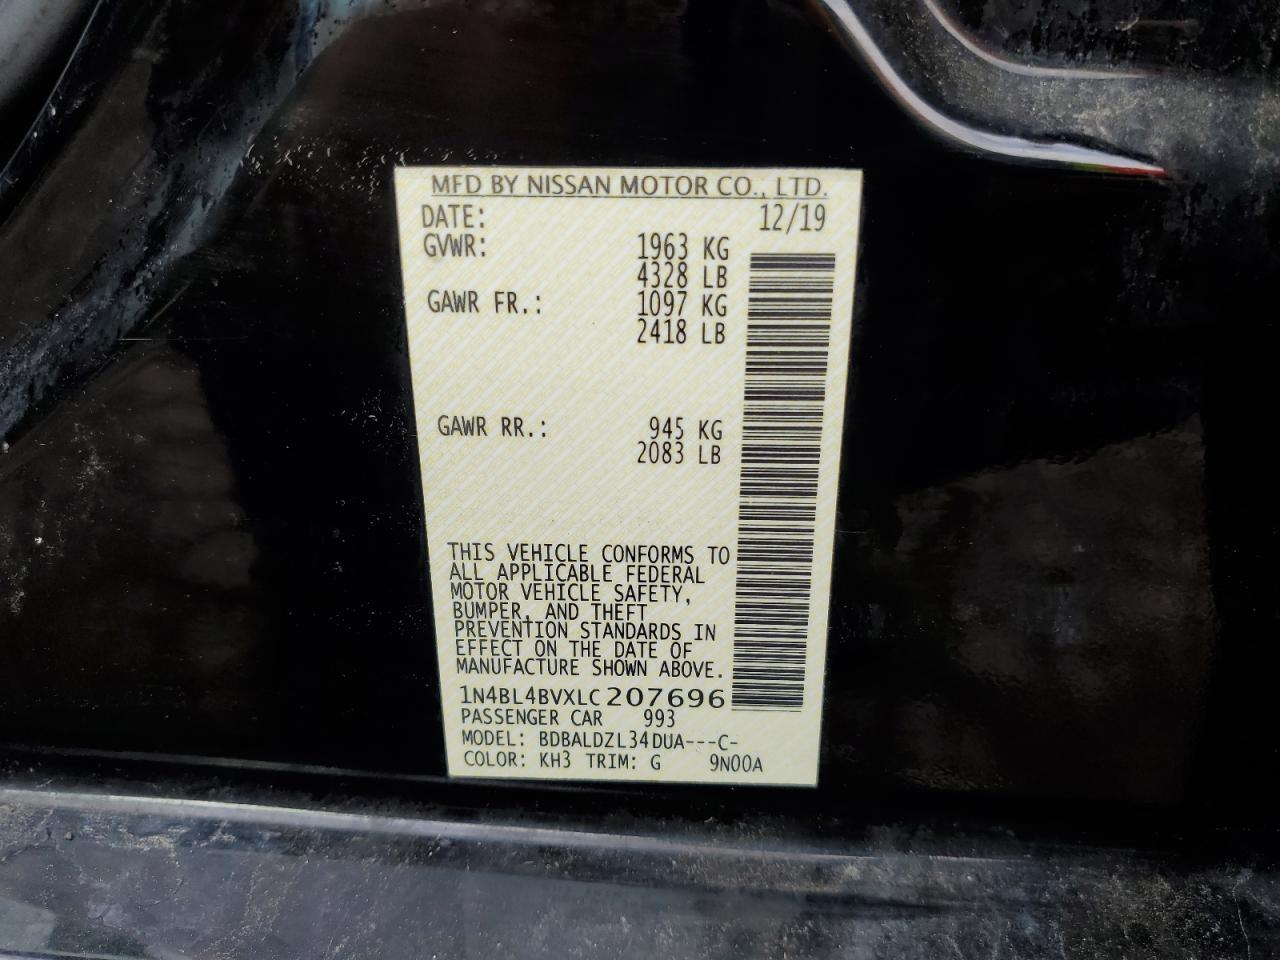 MFD BY NISSAN MOTOR CO., LTD.
DATE: 12/19
GVWR: 1963 KG
4328 LB
GAWR FR.: 1097 KG
2418 LB
GAWR RR.: 945 KG
2083 LB
THIS VEHICLE CONFORMS TO
ALL APPLICABLE FEDERAL
MOTOR VEHICLE SAFETY,
BUMPER, AND THEFT
PREVENTION STANDARDS IN
EFFECT ON THE DATE OF
MANUFACTURE SHOWN ABOVE.
1N4BL4BVXLC207696
PASSENGER CAR 993
MODEL: BDBALDZL34DUA---C-
COLOR: KH3 TRIM: G 9N00A